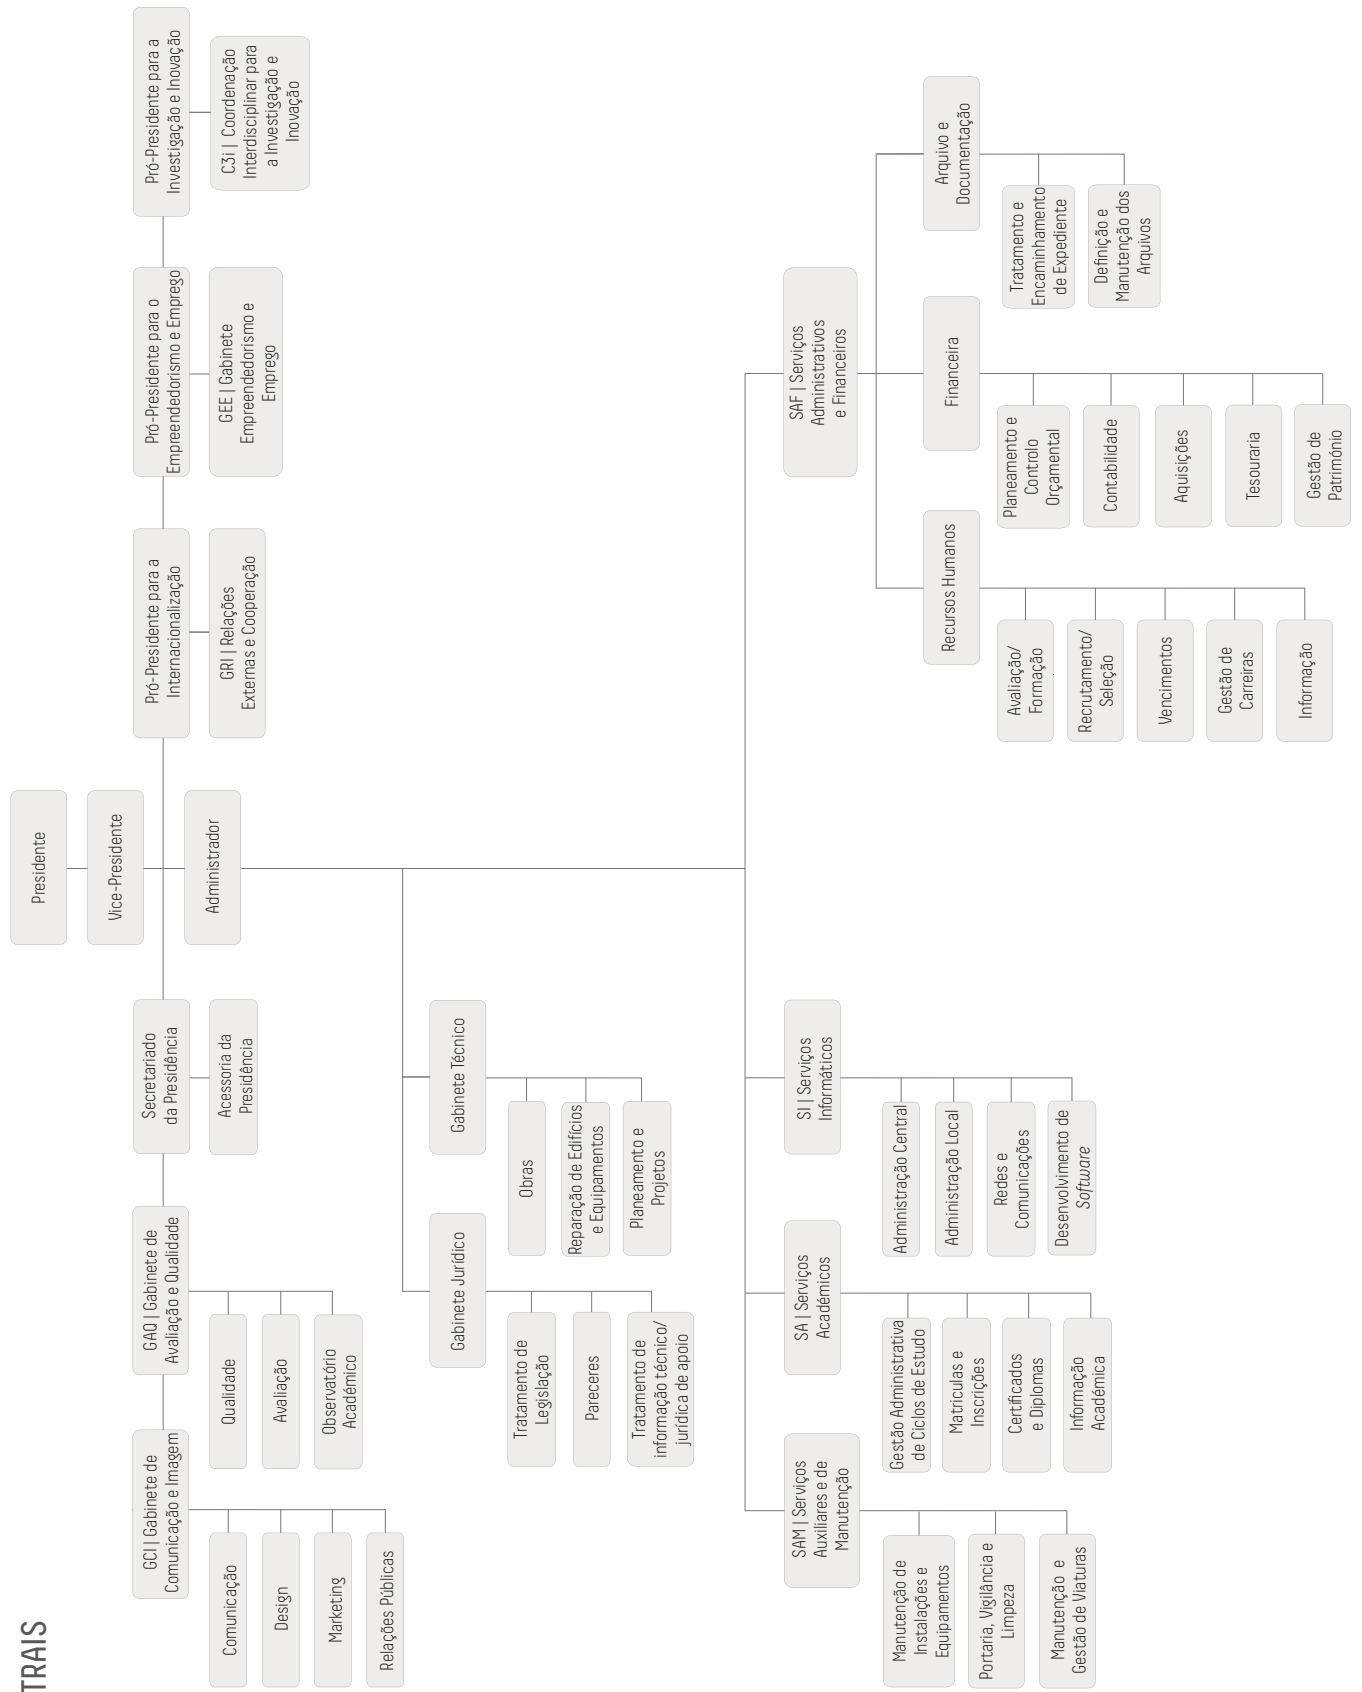 TRAIS
Presidente
Vice-Presidente
Administrador
GCI | Gabinete de
Comunicação e Imagem
Comunicação
Design
Marketing
Relações Públicas
GAQ | Gabinete de
Avaliação e Qualidade
Qualidade
Avaliação
Observatório
Académico
Secretariado
da Presidência
Acessoria da
Presidência
Pró-Presidente para a
Internacionalização
GRI | Relações
Externas e Cooperação
Pró-Presidente para o
Empreendedorismo e Emprego
GEE | Gabinete
Empreendedorismo e
Emprego
Pró-Presidente para a
Investigação e Inovação
C3i | Coordenação
Interdisciplinar para
a Investigação e
Inovação
Gabinete Jurídico
Tratamento de
Legislação
Pareceres
Tratamento de
informação técnico/
jurídica de apoio
Gabinete Técnico
Obras
Reparação de Edifícios
e Equipamentos
Planeamento e
Projetos
SAM | Serviços
Auxiliares e de
Manutenção
Manutenção de
Instalações e
Equipamentos
Portaria, Vigilância e
Limpeza
Manutenção e
Gestão de Viaturas
SA | Serviços
Académicos
Gestão Administrativa
de Ciclos de Estudo
Matriculas e
Inscrições
Certificados
e Diplomas
Informação
Académica
SI | Serviços
Informáticos
Administração Central
Administração Local
Redes e
Comunicações
Desenvolvimento de
Software
SAF | Serviços
Administrativos
e Financeiros
Recursos Humanos
Avaliação/
Formação
Recrutamento/
Seleção
Vencimentos
Gestão de
Carreiras
Informação
Financeira
Planeamento e
Controlo
Orçamental
Contabilidade
Aquisições
Tesouraria
Gestão de
Património
Arquivo e
Documentação
Tratamento e
Encaminhamento
de Expediente
Definição e
Manutenção dos
Arquivos